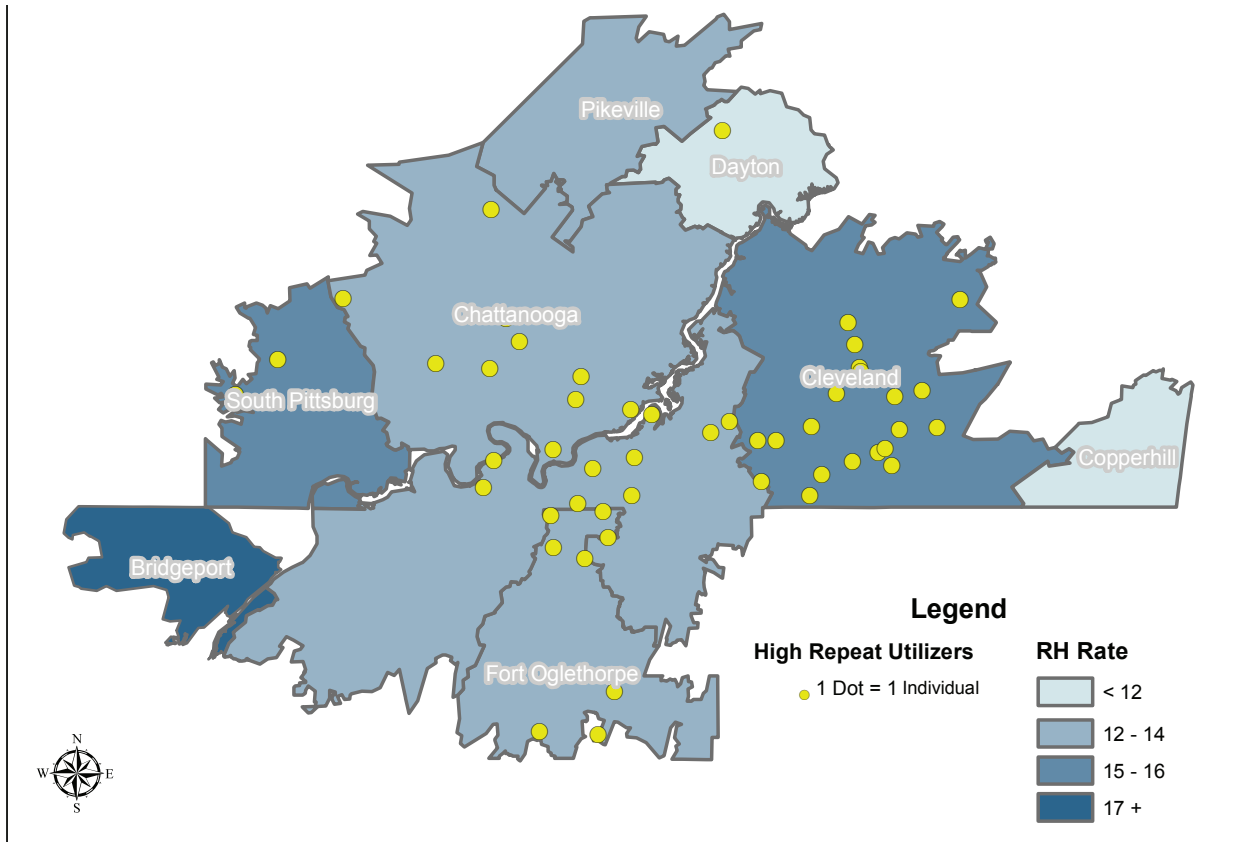 Pikeville
Dayton
Chattanooga
Cleveland
South Pittsburg
Copperhill
Bridgeport
Fort Oglethorpe
Legend
High Repeat Utilizers
1 Dot = 1 Individual
RH Rate
< 12
12 - 14
15 - 16
17 +
N
W
E
S